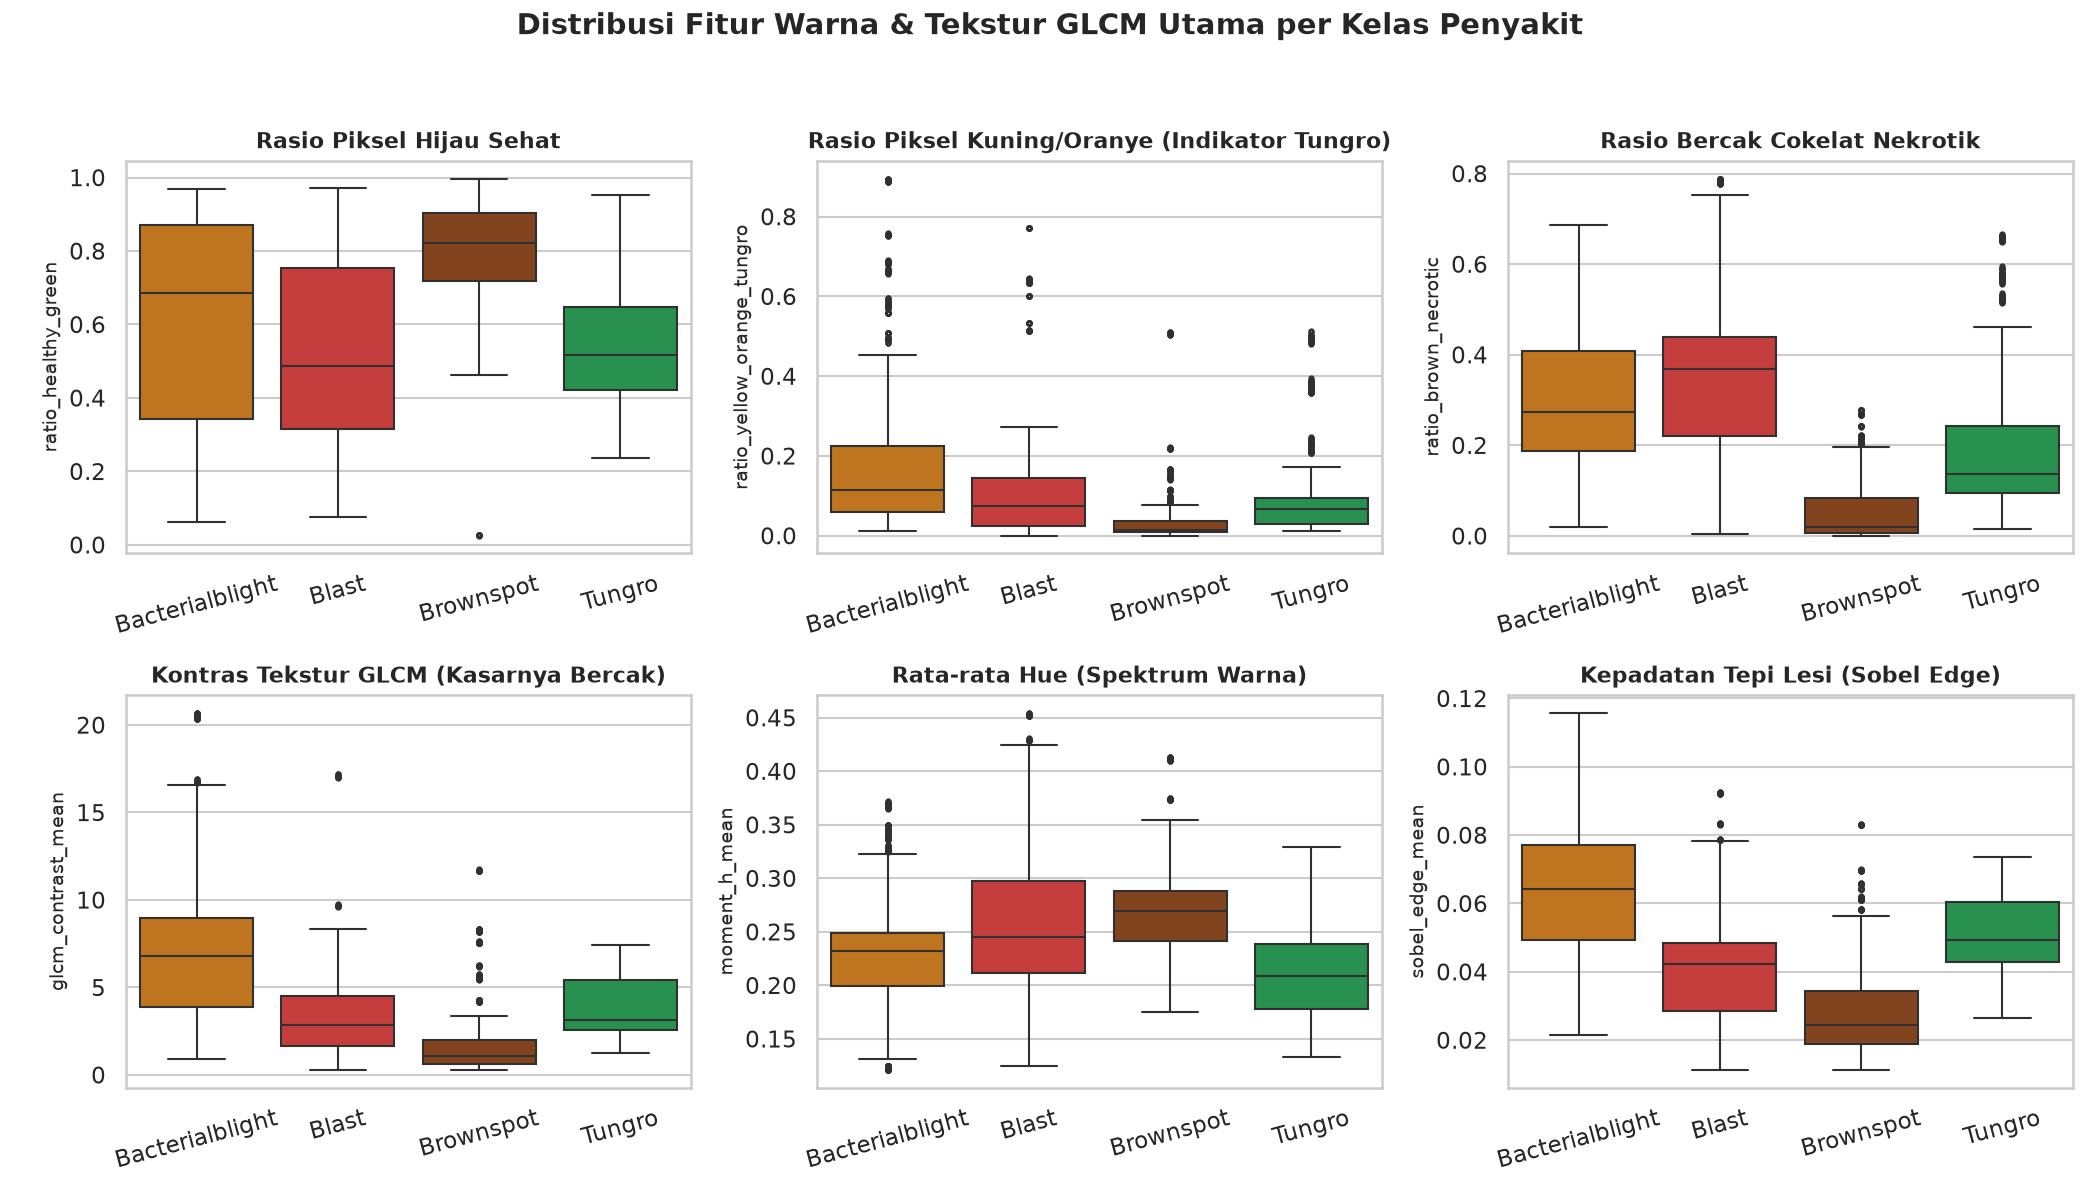 Distribusi Fitur Warna & Tekstur GLCM Utama per Kelas Penyakit
Rasio Piksel Hijau Sehat
ratio_healthy_green
1.0
0.8
0.6
0.4
0.2
0.0
Bacterialblight
Blast
Brownspot
Tungro
Rasio Piksel Kuning/Oranye (Indikator Tungro)
ratio_yellow_orange_tungro
0.8
0.6
0.4
0.2
0.0
Bacterialblight
Blast
Brownspot
Tungro
Rasio Bercak Cokelat Nekrotik
ratio_brown_necrotic
0.8
0.6
0.4
0.2
0.0
Bacterialblight
Blast
Brownspot
Tungro
Kontras Tekstur GLCM (Kasarnya Bercak)
glcm_contrast_mean
20
15
10
5
0
Bacterialblight
Blast
Brownspot
Tungro
Rata-rata Hue (Spektrum Warna)
moment_h_mean
0.45
0.40
0.35
0.30
0.25
0.20
0.15
Bacterialblight
Blast
Brownspot
Tungro
Kepadatan Tepi Lesi (Sobel Edge)
sobel_edge_mean
0.12
0.10
0.08
0.06
0.04
0.02
Bacterialblight
Blast
Brownspot
Tungro